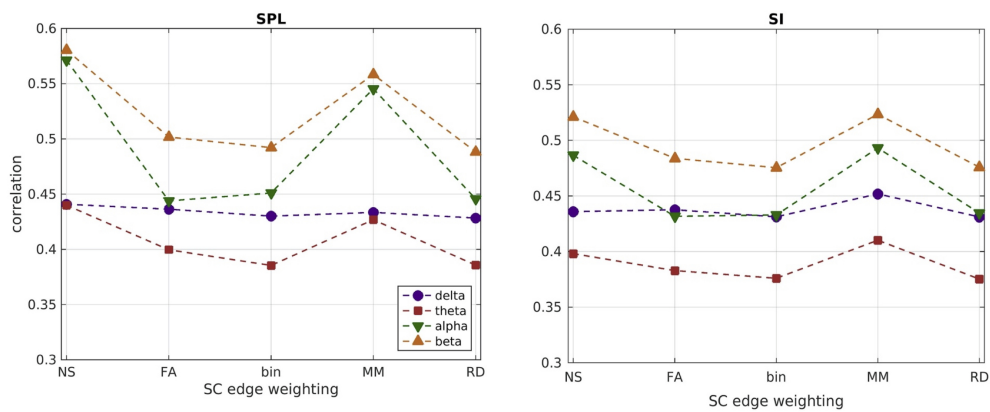 SPL
0.6
0.55
0.5
0.45
0.4
0.35
0.3
correlation
NS
FA
bin
MM
RD
SC edge weighting
delta
theta
alpha
beta
SI
0.6
0.55
0.5
0.45
0.4
0.35
0.3
NS
FA
bin
MM
RD
SC edge weighting